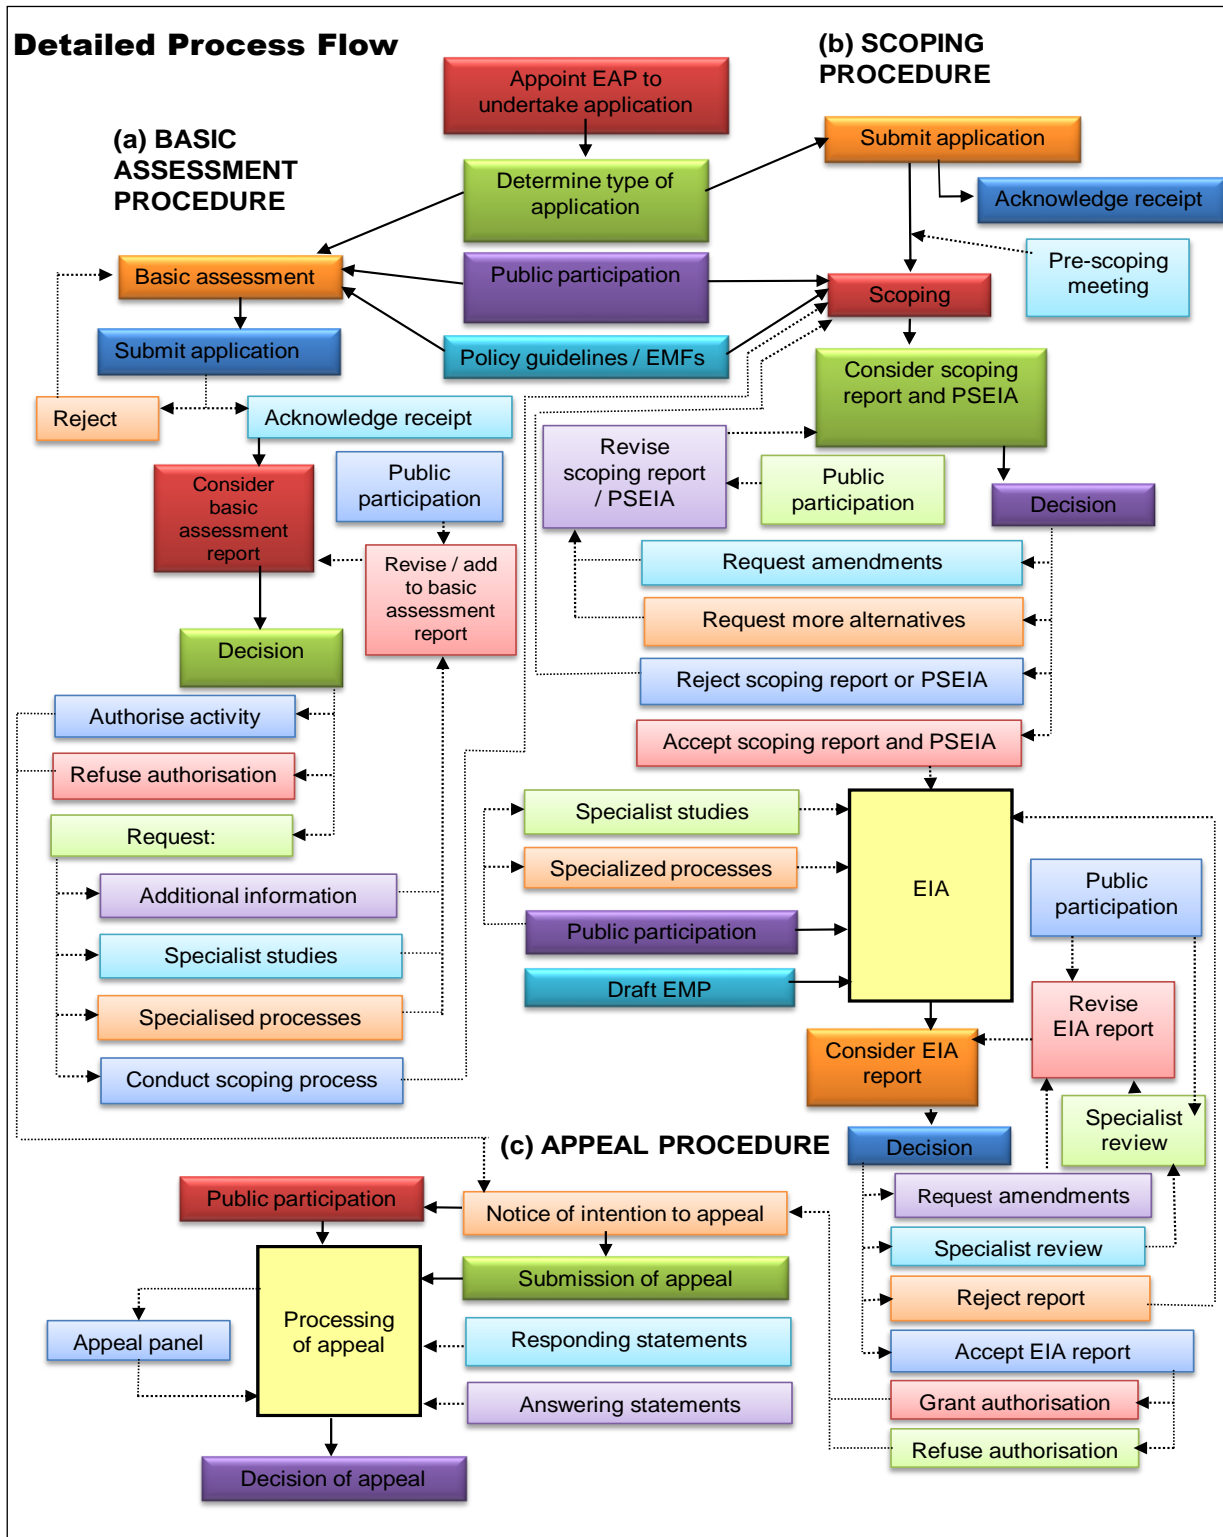 Detailed Process Flow
(b) SCOPING
PROCEDURE
Appoint EAP to
undertake application
(a) BASIC
ASSESSMENT
PROCEDURE
Submit application
Determine type of
application
Acknowledge receipt
Basic assessment
Public participation
Pre-scoping
meeting
Scoping
Submit application
Policy guidelines / EMFs
Consider scoping
report and PSEIA
Reject
Acknowledge receipt
Revise
scoping report
/ PSEIA
Public
participation
Decision
Consider
basic
assessment
report
Public
participation
Revise / add
to basic
assessment
report
Request amendments
Request more alternatives
Decision
Reject scoping report or PSEIA
Authorise activity
Accept scoping report and PSEIA
Refuse authorisation
Request:
Specialist studies
Additional information
Specialized processes
EIA
Public
participation
Specialist studies
Public participation
Specialised processes
Draft EMP
Revise
EIA report
Conduct scoping process
Consider EIA
report
Specialist
review
(c) APPEAL PROCEDURE
Decision
Public participation
Notice of intention to appeal
Request amendments
Submission of appeal
Specialist review
Processing
of appeal
Reject report
Appeal panel
Responding statements
Accept EIA report
Answering statements
Grant authorisation
Refuse authorisation
Decision of appeal